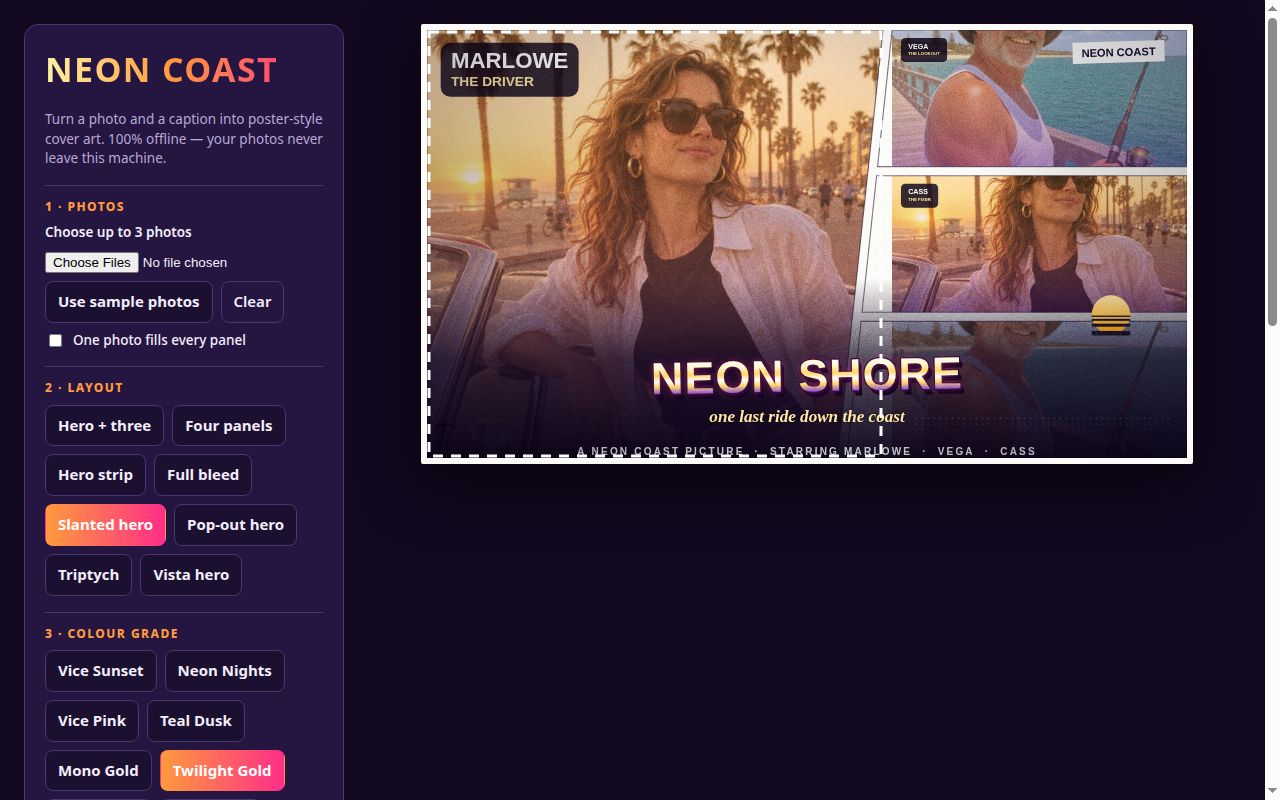 NEON COAST
Turn a photo and a caption into poster-style
cover art. 100% offline — your photos never
leave this machine.
1 · PHOTOS
Choose up to 3 photos
Choose Files No file chosen
Use sample photos Clear
One photo fills every panel
2 · LAYOUT
Hero + three Four panels
Hero strip Full bleed
Slanted hero Pop-out hero
Triptych Vista hero
3 · COLOUR GRADE
Vice Sunset Neon Nights
Vice Pink Teal Dusk
Mono Gold Twilight Gold
MARLOWE
THE DRIVER
VEGA
THE LOOKOUT
NEON COAST
CASS
THE FIXER
NEON SHORE
one last ride down the coast
A NEON COAST PICTURE · STARRING MARLOWE · VEGA · CASS